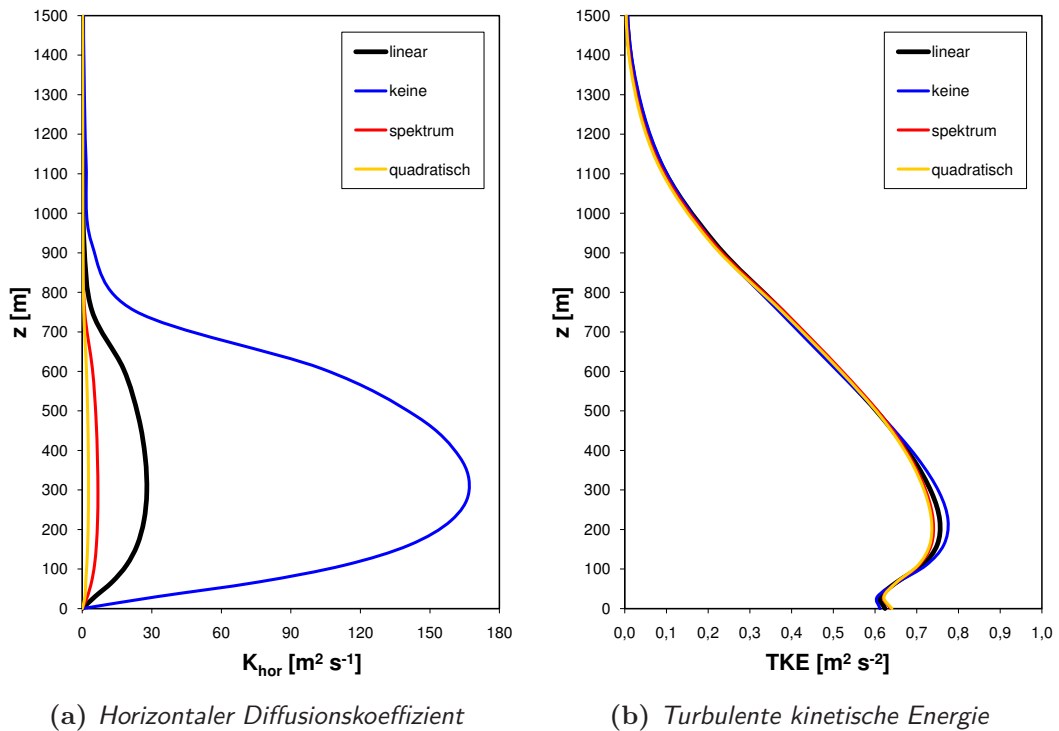 1500
1400
1300
1200
1100
1000
900
800
700
600
500
400
300
200
100
0
z [m]
0 30 60 90 120 150 180
K_hor [m² s⁻¹]
linear
keine
spektrum
quadratisch
(a) Horizontaler Diffusionskoeffizient
1500
1400
1300
1200
1100
1000
900
800
700
600
500
400
300
200
100
0
z [m]
0,0 0,1 0,2 0,3 0,4 0,5 0,6 0,7 0,8 0,9 1,0
TKE [m² s⁻²]
linear
keine
spektrum
quadratisch
(b) Turbulente kinetische Energie